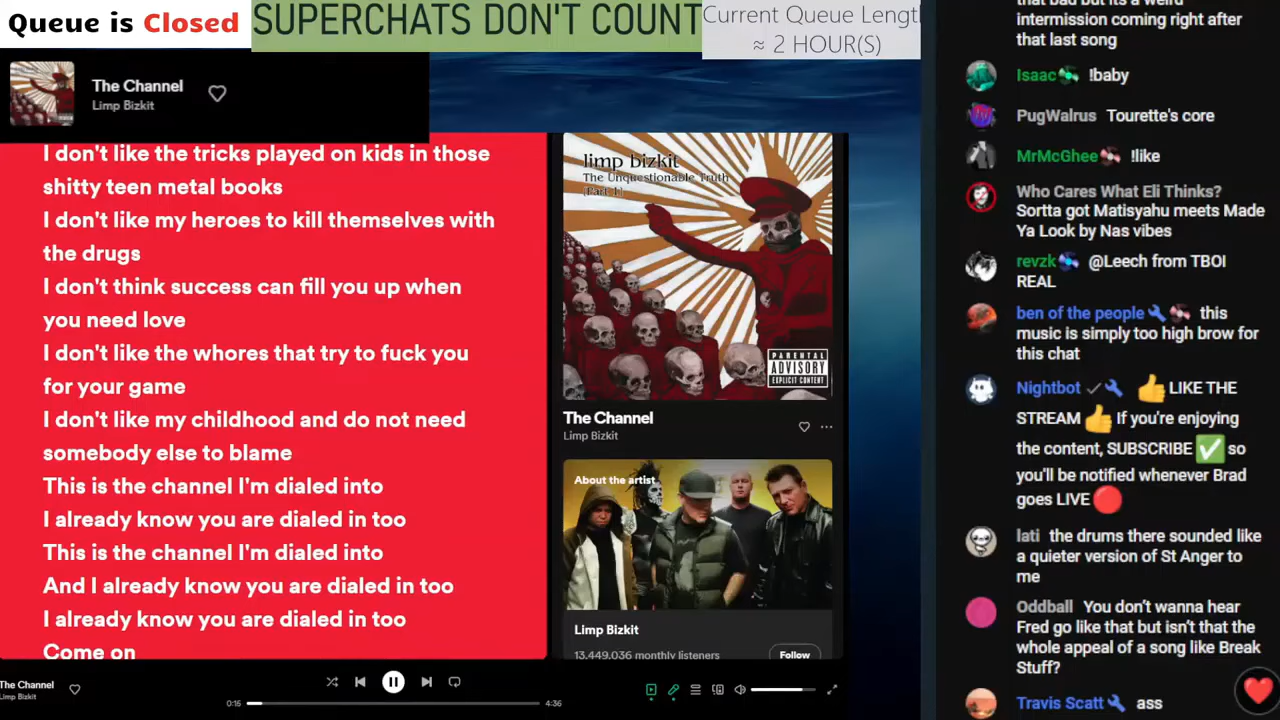 Queue is Closed
SUPERCHATS DON'T COUNT
Current Queue Lengt
≈ 2 HOUR(S)
The Channel
Limp Bizkit
I don't like the tricks played on kids in those
shitty teen metal books
I don't like my heroes to kill themselves with
the drugs
I don't think success can fill you up when
you need love
I don't like the whores that try to fuck you
for your game
I don't like my childhood and do not need
somebody else to blame
This is the channel I'm dialed into
I already know you are dialed in too
This is the channel I'm dialed into
And I already know you are dialed in too
I already know you are dialed in too
Come on
limp bizkit
The Unquestionable Truth
(Part 1)
PARENTAL
ADVISORY
EXPLICIT CONTENT
The Channel
Limp Bizkit
About the artist
Limp Bizkit
13,449,036 monthly listeners
Follow
The Channel
Limp Bizkit
0:15
4:36
that bad but its a weird
intermission coming right after
that last song
Isaac !baby
PugWalrus Tourette's core
MrMcGhee !like
Who Cares What Eli Thinks?
Sortta got Matisyahu meets Made
Ya Look by Nas vibes
revzk @Leech from TBOI
REAL
ben of the people this
music is simply too high brow for
this chat
Nightbot 👍 LIKE THE
STREAM 👍 If you're enjoying
the content, SUBSCRIBE ✅ so
you'll be notified whenever Brad
goes LIVE 🔴
lati the drums there sounded like
a quieter version of St Anger to
me
Oddball You don't wanna hear
Fred go like that but isn't that the
whole appeal of a song like Break
Stuff?
Travis Scatt ass